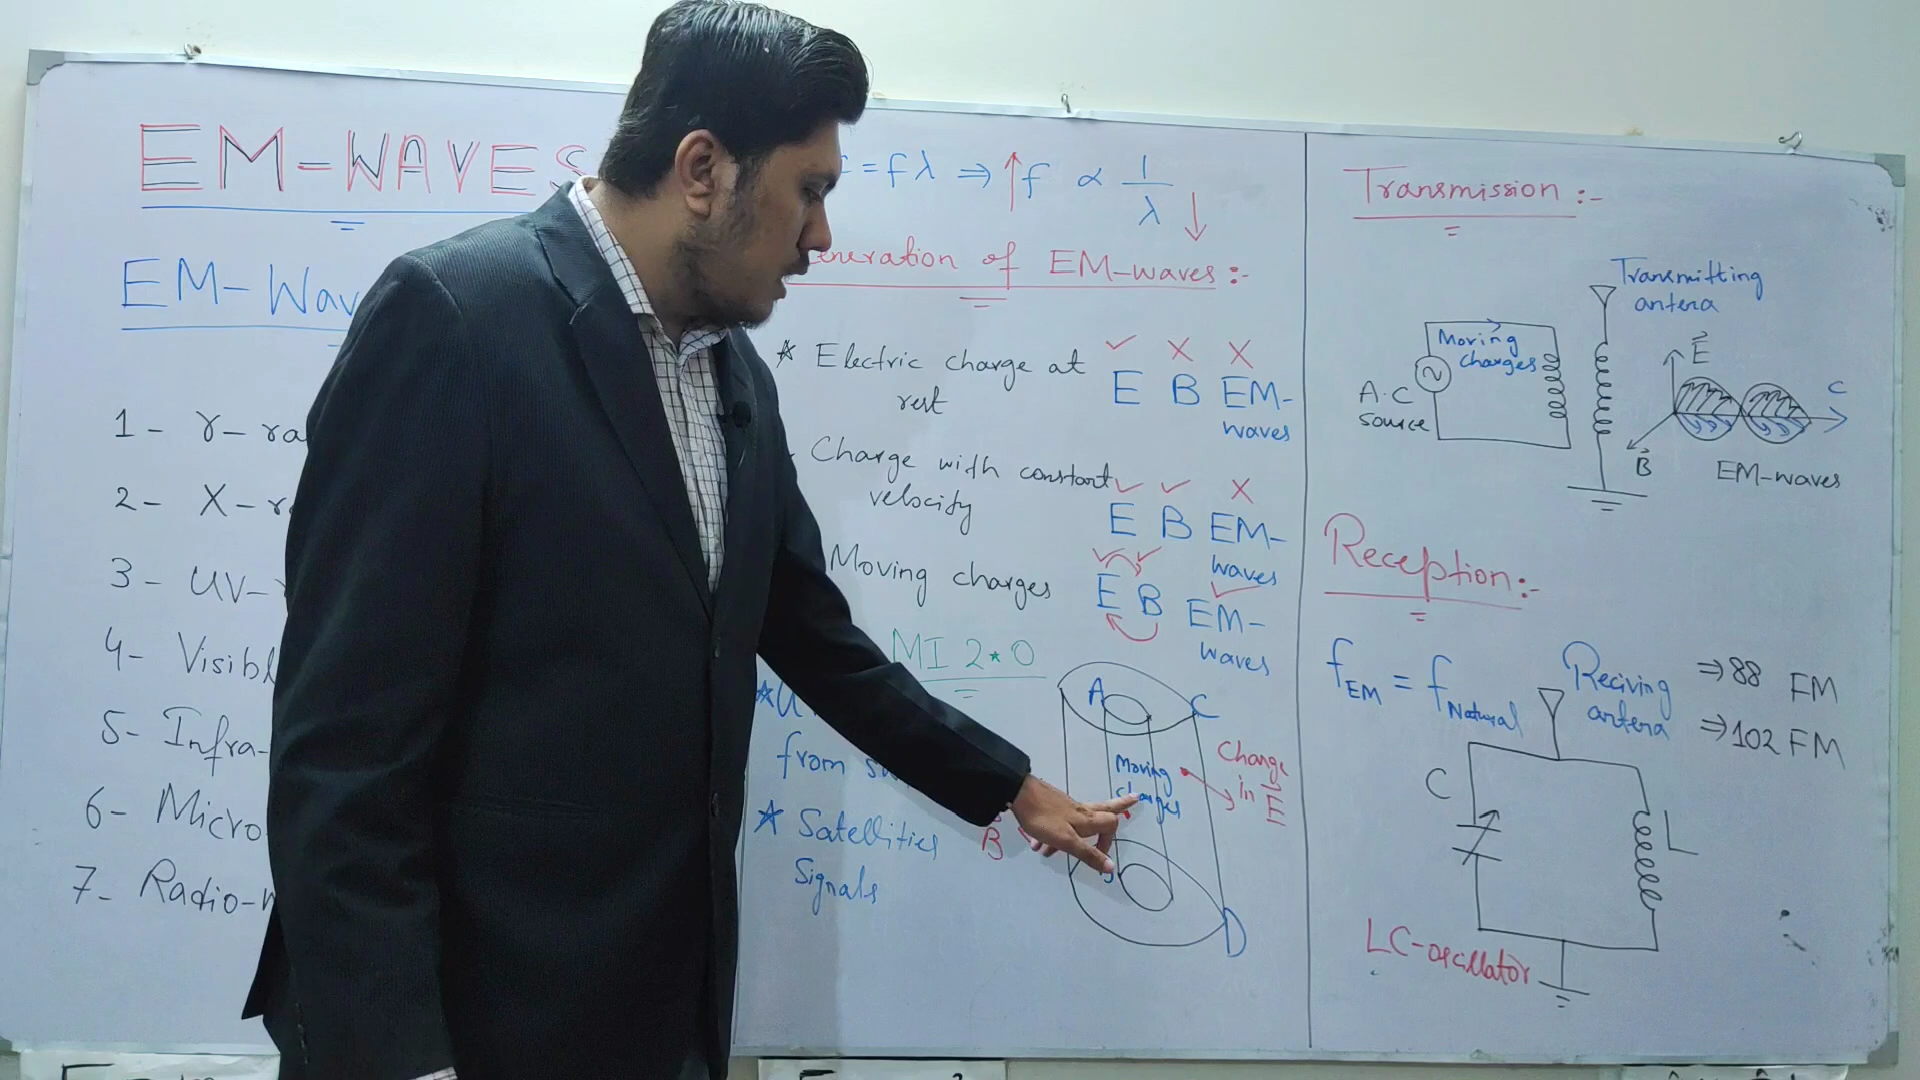 EM-WAVES
EM-Wav
1- γ-ra
2- X-r
3- UV-
4- Visibl
5- Infra-
6- Micro
7- Radio-
= fλ ⇒ ↑f ∝ 1/λ ↓
eneration of EM-waves:-
* Electric charge at rest
✓ X X
E B EM-waves
Charge with constant velocity
✓ ✓ X
E B EM-waves
Moving charges
✓ ✓
E B EM-waves ✓
MI 2*0
* U
from
* Satellities
Signals
A
C
Moving
charges
Change
in E⃗
B
D
Transmission:-
Transmitting
antena
Moving
charges
A.C
source
E⃗
C
B⃗
EM-waves
Reception:-
f EM = f Natural
Reciving
antena
⇒ 88 FM
⇒ 102 FM
C
L
LC-oscillator